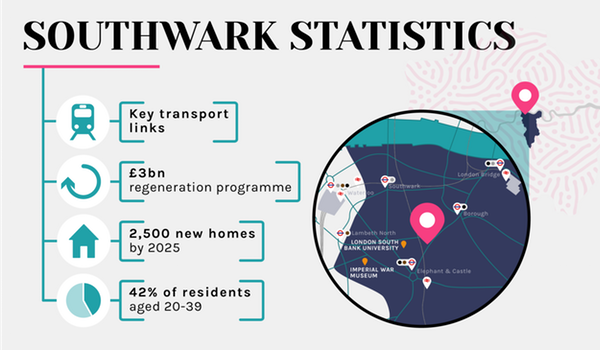 SOUTHWARK STATISTICS
Key transport
links
£3bn
regeneration programme
2,500 new homes
by 2025
42% of residents
aged 20-39
London Bridge
Southwark
Waterloo
Borough
Lambeth North
LONDON SOUTH
BANK UNIVERSITY
IMPERIAL WAR
MUSEUM
Elephant & Castle